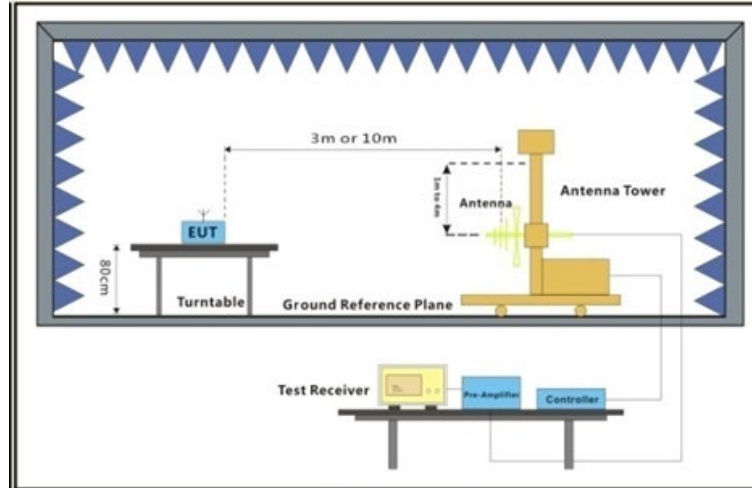 3m or 10m
1m to 4m
Antenna Tower
Antenna
EUT
80cm
Turntable
Ground Reference Plane
Test Receiver
Pre-Amplifier
Controller